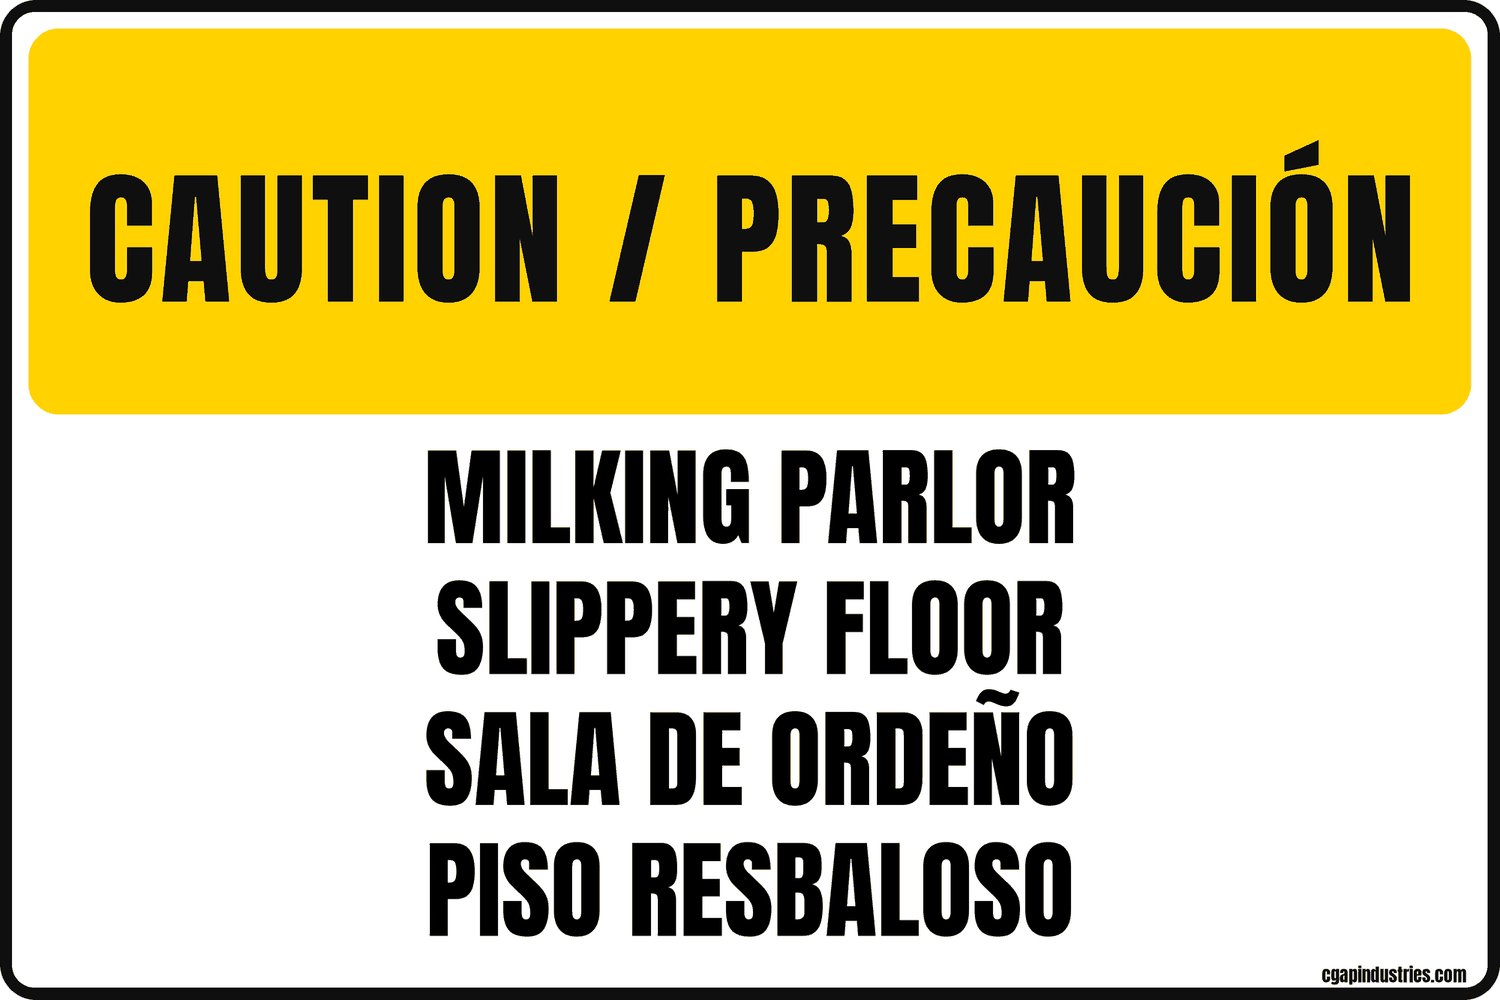 CAUTION / PRECAUCIÓN
MILKING PARLOR
SLIPPERY FLOOR
SALA DE ORDEÑO
PISO RESBALOSO
cgapindustries.com